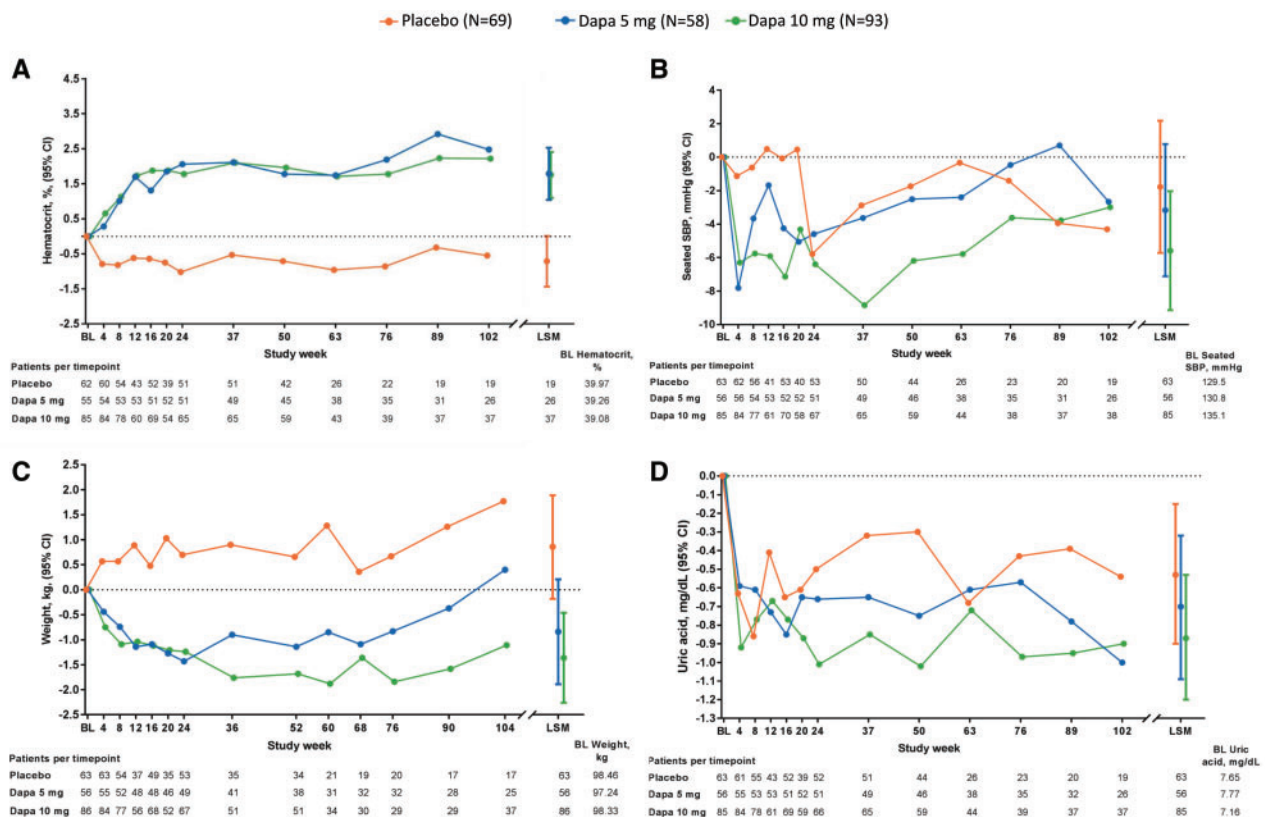 Placebo (N=69) Dapa 5 mg (N=58) Dapa 10 mg (N=93)
A
Hematocrit, %, (95% CI)
4.5
3.5
2.5
1.5
0.5
-0.5
-1.5
-2.5
BL 4 8 12 16 20 24 37 50 63 76 89 102 LSM
Study week
BL Hematocrit, %
Patients per timepoint
Placebo 62 60 54 43 52 39 51 51 42 26 22 19 19 19 39.97
Dapa 5 mg 55 54 53 53 51 52 51 49 45 38 35 31 26 26 39.26
Dapa 10 mg 85 84 78 60 69 54 65 65 59 43 39 37 37 37 39.08
B
Seated SBP, mmHg (95% CI)
4
2
0
-2
-4
-6
-8
-10
BL 4 8 12 16 20 24 37 50 63 76 89 102 LSM
Study week
BL Seated SBP, mmHg
Patients per timepoint
Placebo 63 62 56 41 53 40 53 50 44 26 23 20 19 63 129.5
Dapa 5 mg 56 56 54 53 52 52 51 49 46 38 35 31 26 56 130.8
Dapa 10 mg 85 84 77 61 70 58 67 65 59 44 38 37 38 85 135.1
C
Weight, kg, (95% CI)
2.5
2.0
1.5
1.0
0.5
0.0
-0.5
-1.0
-1.5
-2.0
-2.5
BL 4 8 12 16 20 24 36 52 60 68 76 90 104 LSM
Study week
BL Weight, kg
Patients per timepoint
Placebo 63 63 54 37 49 35 53 35 34 21 19 20 17 17 63 98.46
Dapa 5 mg 56 55 52 48 48 46 49 41 38 31 32 32 28 25 56 97.24
Dapa 10 mg 86 84 77 56 68 52 67 51 51 34 30 29 29 37 86 98.33
D
Uric acid, mg/dL (95% CI)
0.0
-0.1
-0.2
-0.3
-0.4
-0.5
-0.6
-0.7
-0.8
-0.9
-1.0
-1.1
-1.2
-1.3
BL 4 8 12 16 20 24 37 50 63 76 89 102 LSM
Study week
BL Uric acid, mg/dL
Patients per timepoint
Placebo 63 61 55 43 52 39 52 51 44 26 23 20 19 63 7.65
Dapa 5 mg 56 55 53 53 51 52 51 49 46 38 35 32 26 56 7.77
Dapa 10 mg 85 84 78 61 69 59 66 65 59 44 39 37 37 85 7.16